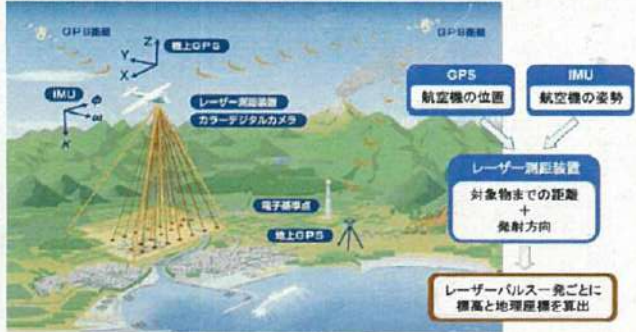 GPS衛星
GPS衛星
Z
Y
X
機上GPS
IMU
Φ
ω
K
レーザー測距装置
カラーデジタルカメラ
電子基準点
地上GPS
GPS
航空機の位置
IMU
航空機の姿勢
レーザー測距装置
対象物までの距離
+
発射方向
レーザーパルス一発ごとに
標高と地理座標を算出